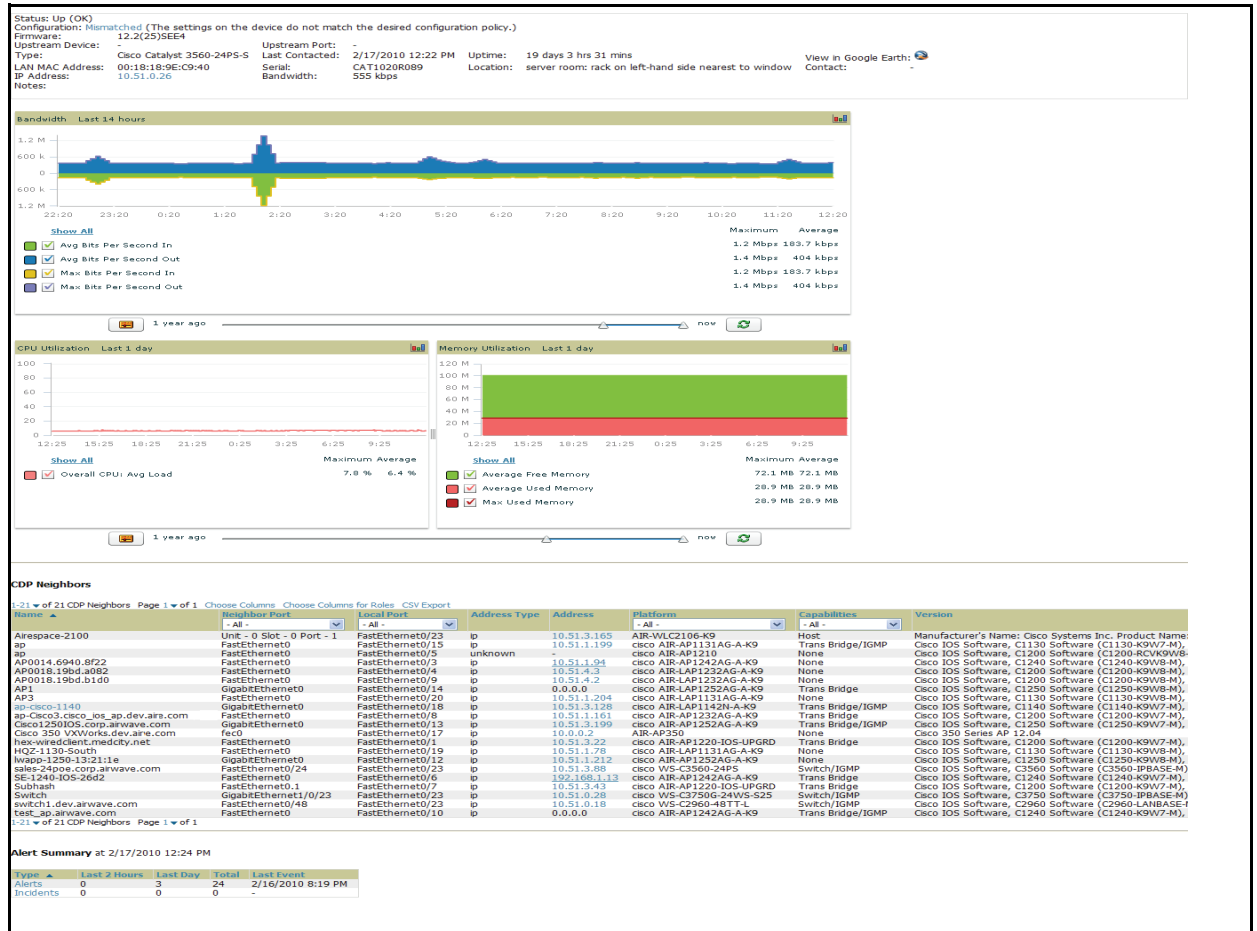 Status: Up (OK)
Configuration: Mismatched (The settings on the device do not match the desired configuration policy.)
Firmware: 12.2(25)SEE4
Upstream Device: - Upstream Port: -
Type: Cisco Catalyst 3560-24PS-S Last Contacted: 2/17/2010 12:22 PM Uptime: 19 days 3 hrs 31 mins View in Google Earth:
LAN MAC Address: 00:18:18:9E:C9:40 Serial: CAT1020R089 Location: server room: rack on left-hand side nearest to window Contact: -
IP Address: 10.51.0.26 Bandwidth: 555 kbps
Notes:
Bandwidth Last 14 hours
1.2 M
600 k
0
600 k
1.2 M
22:20 23:20 0:20 1:20 2:20 3:20 4:20 5:20 6:20 7:20 8:20 9:20 10:20 11:20 12:20
Show All Maximum Average
Avg Bits Per Second In 1.2 Mbps 183.7 kbps
Avg Bits Per Second Out 1.4 Mbps 404 kbps
Max Bits Per Second In 1.2 Mbps 183.7 kbps
Max Bits Per Second Out 1.4 Mbps 404 kbps
1 year ago now
CPU Utilization Last 1 day
100
80
60
40
20
0
12:25 15:25 18:25 21:25 0:25 3:25 6:25 9:25
Show All Maximum Average
Overall CPU: Avg Load 7.8 % 6.4 %
Memory Utilization Last 1 day
120 M
100 M
80 M
60 M
40 M
20 M
0
12:25 15:25 18:25 21:25 0:25 3:25 6:25 9:25
Show All Maximum Average
Average Free Memory 72.1 MB 72.1 MB
Average Used Memory 28.9 MB 28.9 MB
Max Used Memory 28.9 MB 28.9 MB
1 year ago now
CDP Neighbors
1-21 of 21 CDP Neighbors Page 1 of 1 Choose Columns Choose Columns for Roles CSV Export
Name Neighbor Port Local Port Address Type Address Platform Capabilities Version
- All - - All - - All - - All -
Airespace-2100 Unit - 0 Slot - 0 Port - 1 FastEthernet0/23 ip 10.51.3.165 AIR-WLC2106-K9 Host Manufacturer's Name: Cisco Systems Inc. Product Name:
ap FastEthernet0 FastEthernet0/15 ip 10.51.1.199 cisco AIR-AP1131AG-A-K9 Trans Bridge/IGMP Cisco IOS Software, C1130 Software (C1130-K9W7-M),
ap FastEthernet0 FastEthernet0/5 unknown - cisco AIR-AP1210 None Cisco IOS Software, C1200 Software (C1200-RCVK9W8-
AP0014.6940.8f22 FastEthernet0 FastEthernet0/3 ip 10.51.1.94 cisco AIR-AP1242AG-A-K9 None Cisco IOS Software, C1240 Software (C1240-K9W8-M),
AP0018.19bd.a082 FastEthernet0 FastEthernet0/4 ip 10.51.4.3 cisco AIR-LAP1232AG-A-K9 None Cisco IOS Software, C1200 Software (C1200-K9W8-M),
AP0018.19bd.b1d0 FastEthernet0 FastEthernet0/9 ip 10.51.4.2 cisco AIR-LAP1232AG-A-K9 None Cisco IOS Software, C1200 Software (C1200-K9W8-M),
AP1 GigabitEthernet0 FastEthernet0/14 ip 0.0.0.0 cisco AIR-LAP1252AG-A-K9 Trans Bridge Cisco IOS Software, C1250 Software (C1250-K9W8-M),
AP3 FastEthernet0 FastEthernet0/20 ip 10.51.1.204 cisco AIR-LAP1131AG-A-K9 None Cisco IOS Software, C1130 Software (C1130-K9W8-M),
ap-cisco-1140 GigabitEthernet0 FastEthernet0/18 ip 10.51.3.128 cisco AIR-LAP1142N-A-K9 Trans Bridge/IGMP Cisco IOS Software, C1140 Software (C1140-K9W7-M),
ap-Cisco3.cisco_ios_ap.dev.aire.com FastEthernet0 FastEthernet0/8 ip 10.51.1.161 cisco AIR-AP1232AG-A-K9 Trans Bridge Cisco IOS Software, C1200 Software (C1200-K9W7-M),
Cisco1250IOS.corp.airwave.com GigabitEthernet0 FastEthernet0/13 ip 10.51.3.199 cisco AIR-AP1252AG-A-K9 Trans Bridge/IGMP Cisco IOS Software, C1250 Software (C1250-K9W7-M),
Cisco 350 VXWorks.dev.aire.com fec0 FastEthernet0/17 ip 10.0.0.2 AIR-AP350 None Cisco 350 Series AP 12.04
hex-wiredclient.medcity.net FastEthernet0 FastEthernet0/1 ip 10.51.3.22 cisco AIR-AP1220-IOS-UPGRD Trans Bridge Cisco IOS Software, C1200 Software (C1200-K9W7-M),
HQZ-1130-South FastEthernet0 FastEthernet0/19 ip 10.51.1.78 cisco AIR-LAP1131AG-A-K9 None Cisco IOS Software, C1130 Software (C1130-K9W8-M),
lwapp-1250-13:21:1e GigabitEthernet0 FastEthernet0/12 ip 10.51.1.212 cisco AIR-LAP1252AG-A-K9 None Cisco IOS Software, C1250 Software (C1250-K9W8-M),
sales-24poe.corp.airwave.com FastEthernet0/24 FastEthernet0/23 ip 10.51.3.88 cisco WS-C3560-24PS Switch/IGMP Cisco IOS Software, C3560 Software (C3560-IPBASE-M)
SE-1240-IOS-26d2 FastEthernet0 FastEthernet0/6 ip 192.168.1.13 cisco AIR-AP1242AG-A-K9 Trans Bridge Cisco IOS Software, C1240 Software (C1240-K9W7-M),
Subhash FastEthernet0.1 FastEthernet0/7 ip 10.51.3.43 cisco AIR-AP1220-IOS-UPGRD Trans Bridge Cisco IOS Software, C1200 Software (C1200-K9W7-M),
Switch GigabitEthernet1/0/23 FastEthernet0/23 ip 10.51.0.28 cisco WS-C3750G-24WS-S25 Switch/IGMP Cisco IOS Software, C3750 Software (C3750-IPBASE-M)
switch1.dev.airwave.com FastEthernet0/48 FastEthernet0/23 ip 10.51.0.18 cisco WS-C2960-48TT-L Switch/IGMP Cisco IOS Software, C2960 Software (C2960-LANBASE-
test_ap.airwave.com FastEthernet0 FastEthernet0/10 ip 0.0.0.0 cisco AIR-AP1242AG-A-K9 Trans Bridge/IGMP Cisco IOS Software, C1240 Software (C1240-K9W7-M),
1-21 of 21 CDP Neighbors Page 1 of 1
Alert Summary at 2/17/2010 12:24 PM
Type Last 2 Hours Last Day Total Last Event
Alerts 0 3 24 2/16/2010 8:19 PM
Incidents 0 0 0 -